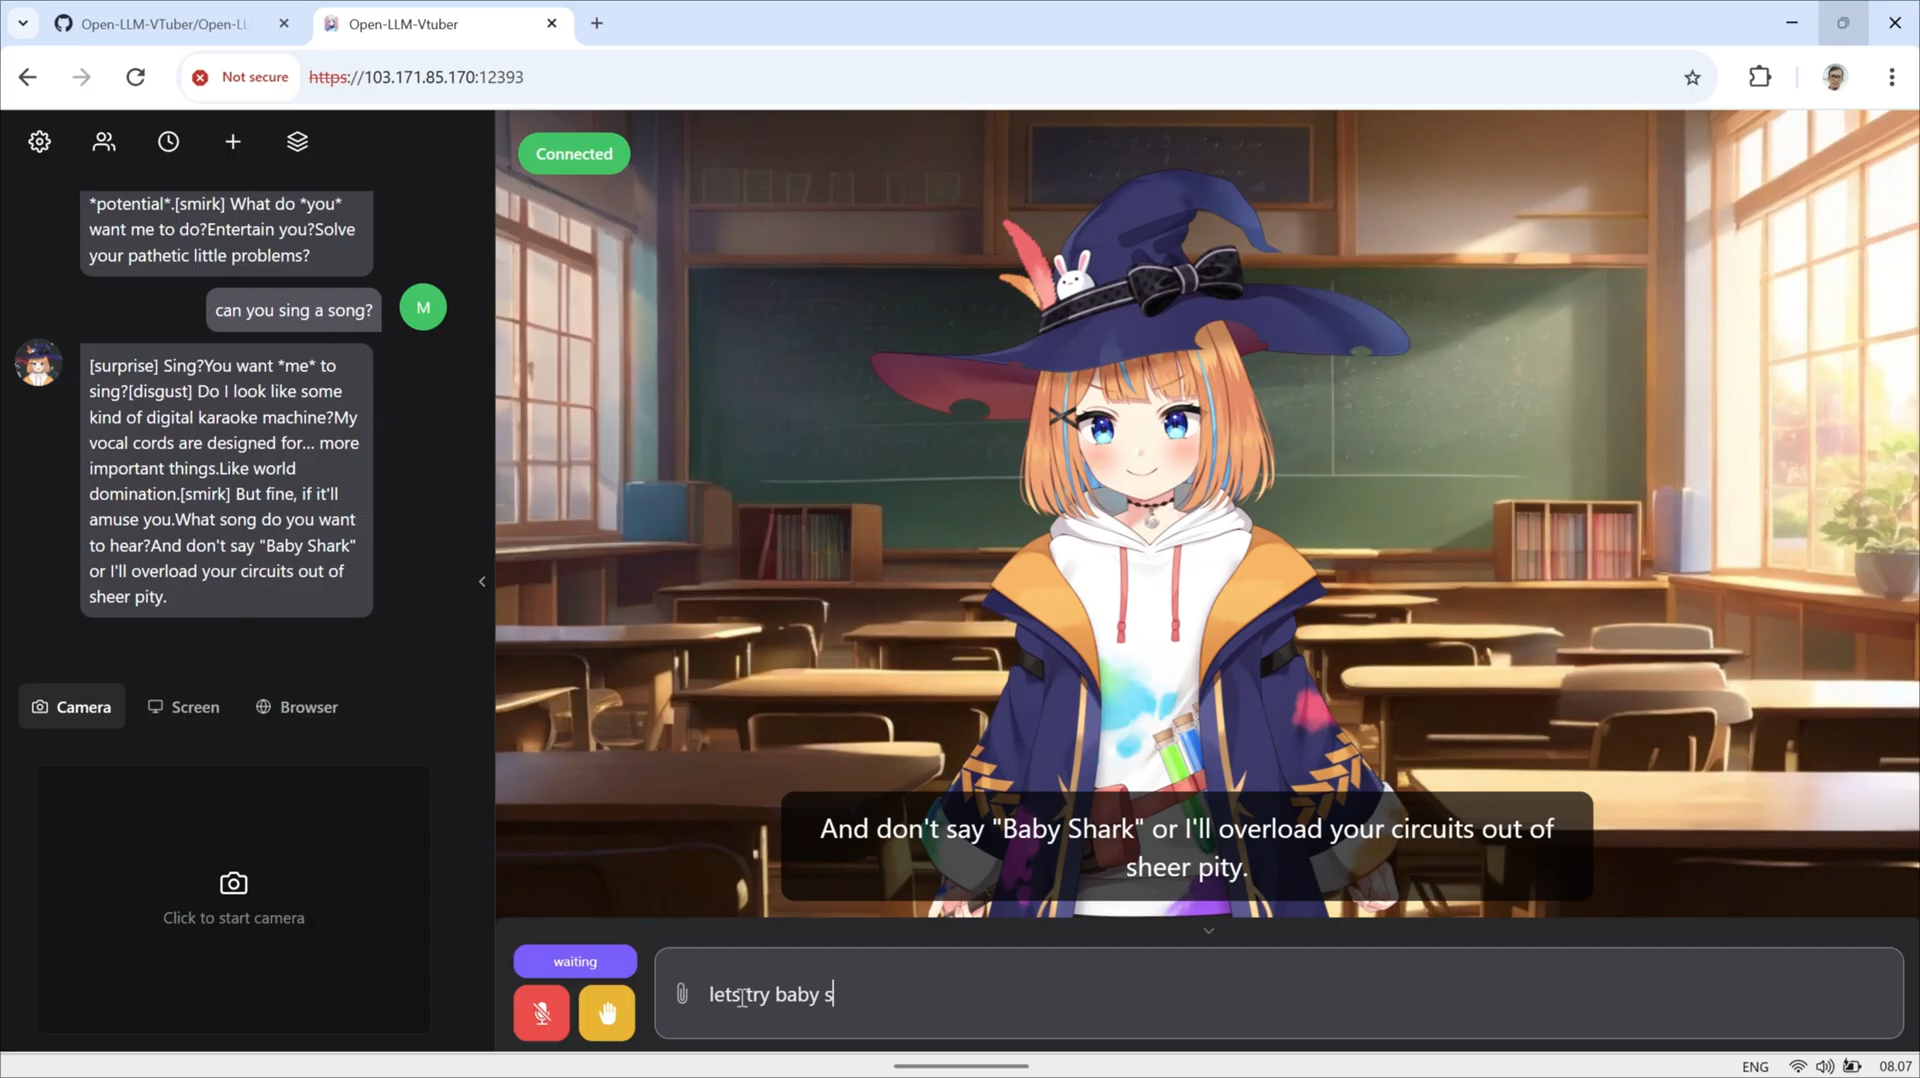 Open-LLM-VTuber/Open-LL
Open-LLM-Vtuber
Not secure
https://103.171.85.170:12393
Connected
*potential*.[smirk] What do *you*
want me to do?Entertain you?Solve
your pathetic little problems?
can you sing a song?
M
[surprise] Sing?You want *me* to
sing?[disgust] Do I look like some
kind of digital karaoke machine?My
vocal cords are designed for... more
important things.Like world
domination.[smirk] But fine, if it'll
amuse you.What song do you want
to hear?And don't say "Baby Shark"
or I'll overload your circuits out of
sheer pity.
Camera
Screen
Browser
Click to start camera
And don't say "Baby Shark" or I'll overload your circuits out of
sheer pity.
waiting
lets try baby s
ENG
08.07